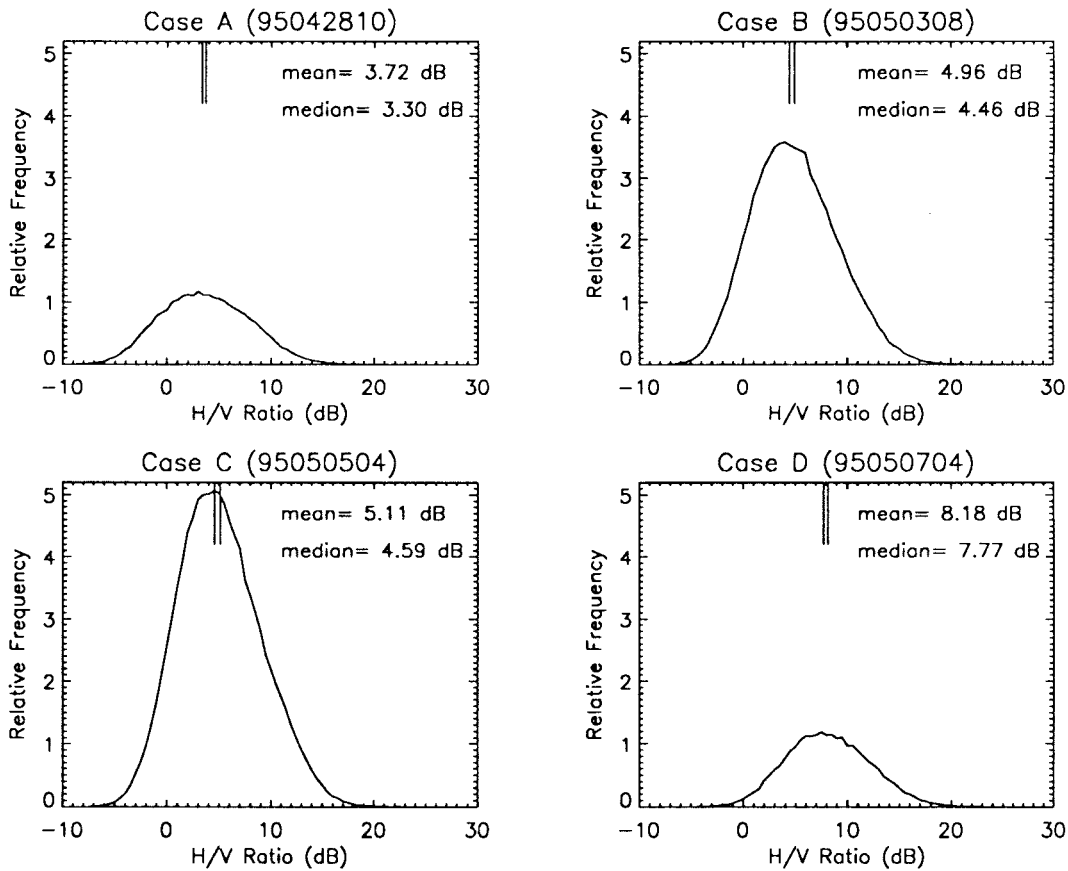 Case A (95042810)
mean= 3.72 dB
median= 3.30 dB
Relative Frequency
5
4
3
2
1
0
-10 0 10 20 30
H/V Ratio (dB)
Case B (95050308)
mean= 4.96 dB
median= 4.46 dB
Relative Frequency
5
4
3
2
1
0
-10 0 10 20 30
H/V Ratio (dB)
Case C (95050504)
mean= 5.11 dB
median= 4.59 dB
Relative Frequency
5
4
3
2
1
0
-10 0 10 20 30
H/V Ratio (dB)
Case D (95050704)
mean= 8.18 dB
median= 7.77 dB
Relative Frequency
5
4
3
2
1
0
-10 0 10 20 30
H/V Ratio (dB)